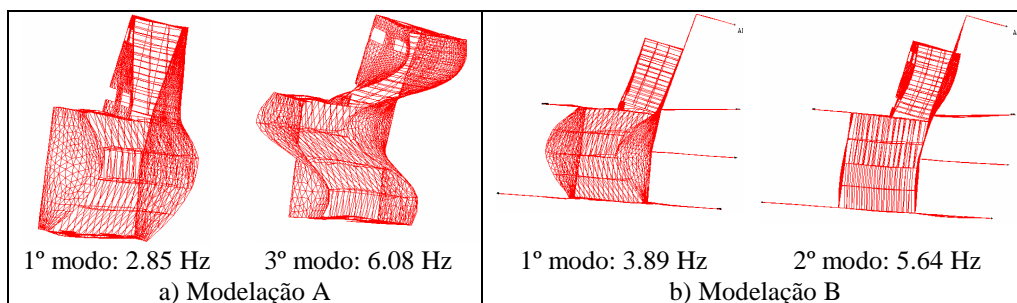 1º modo: 2.85 Hz
3º modo: 6.08 Hz
a) Modelação A
1º modo: 3.89 Hz
2º modo: 5.64 Hz
b) Modelação B